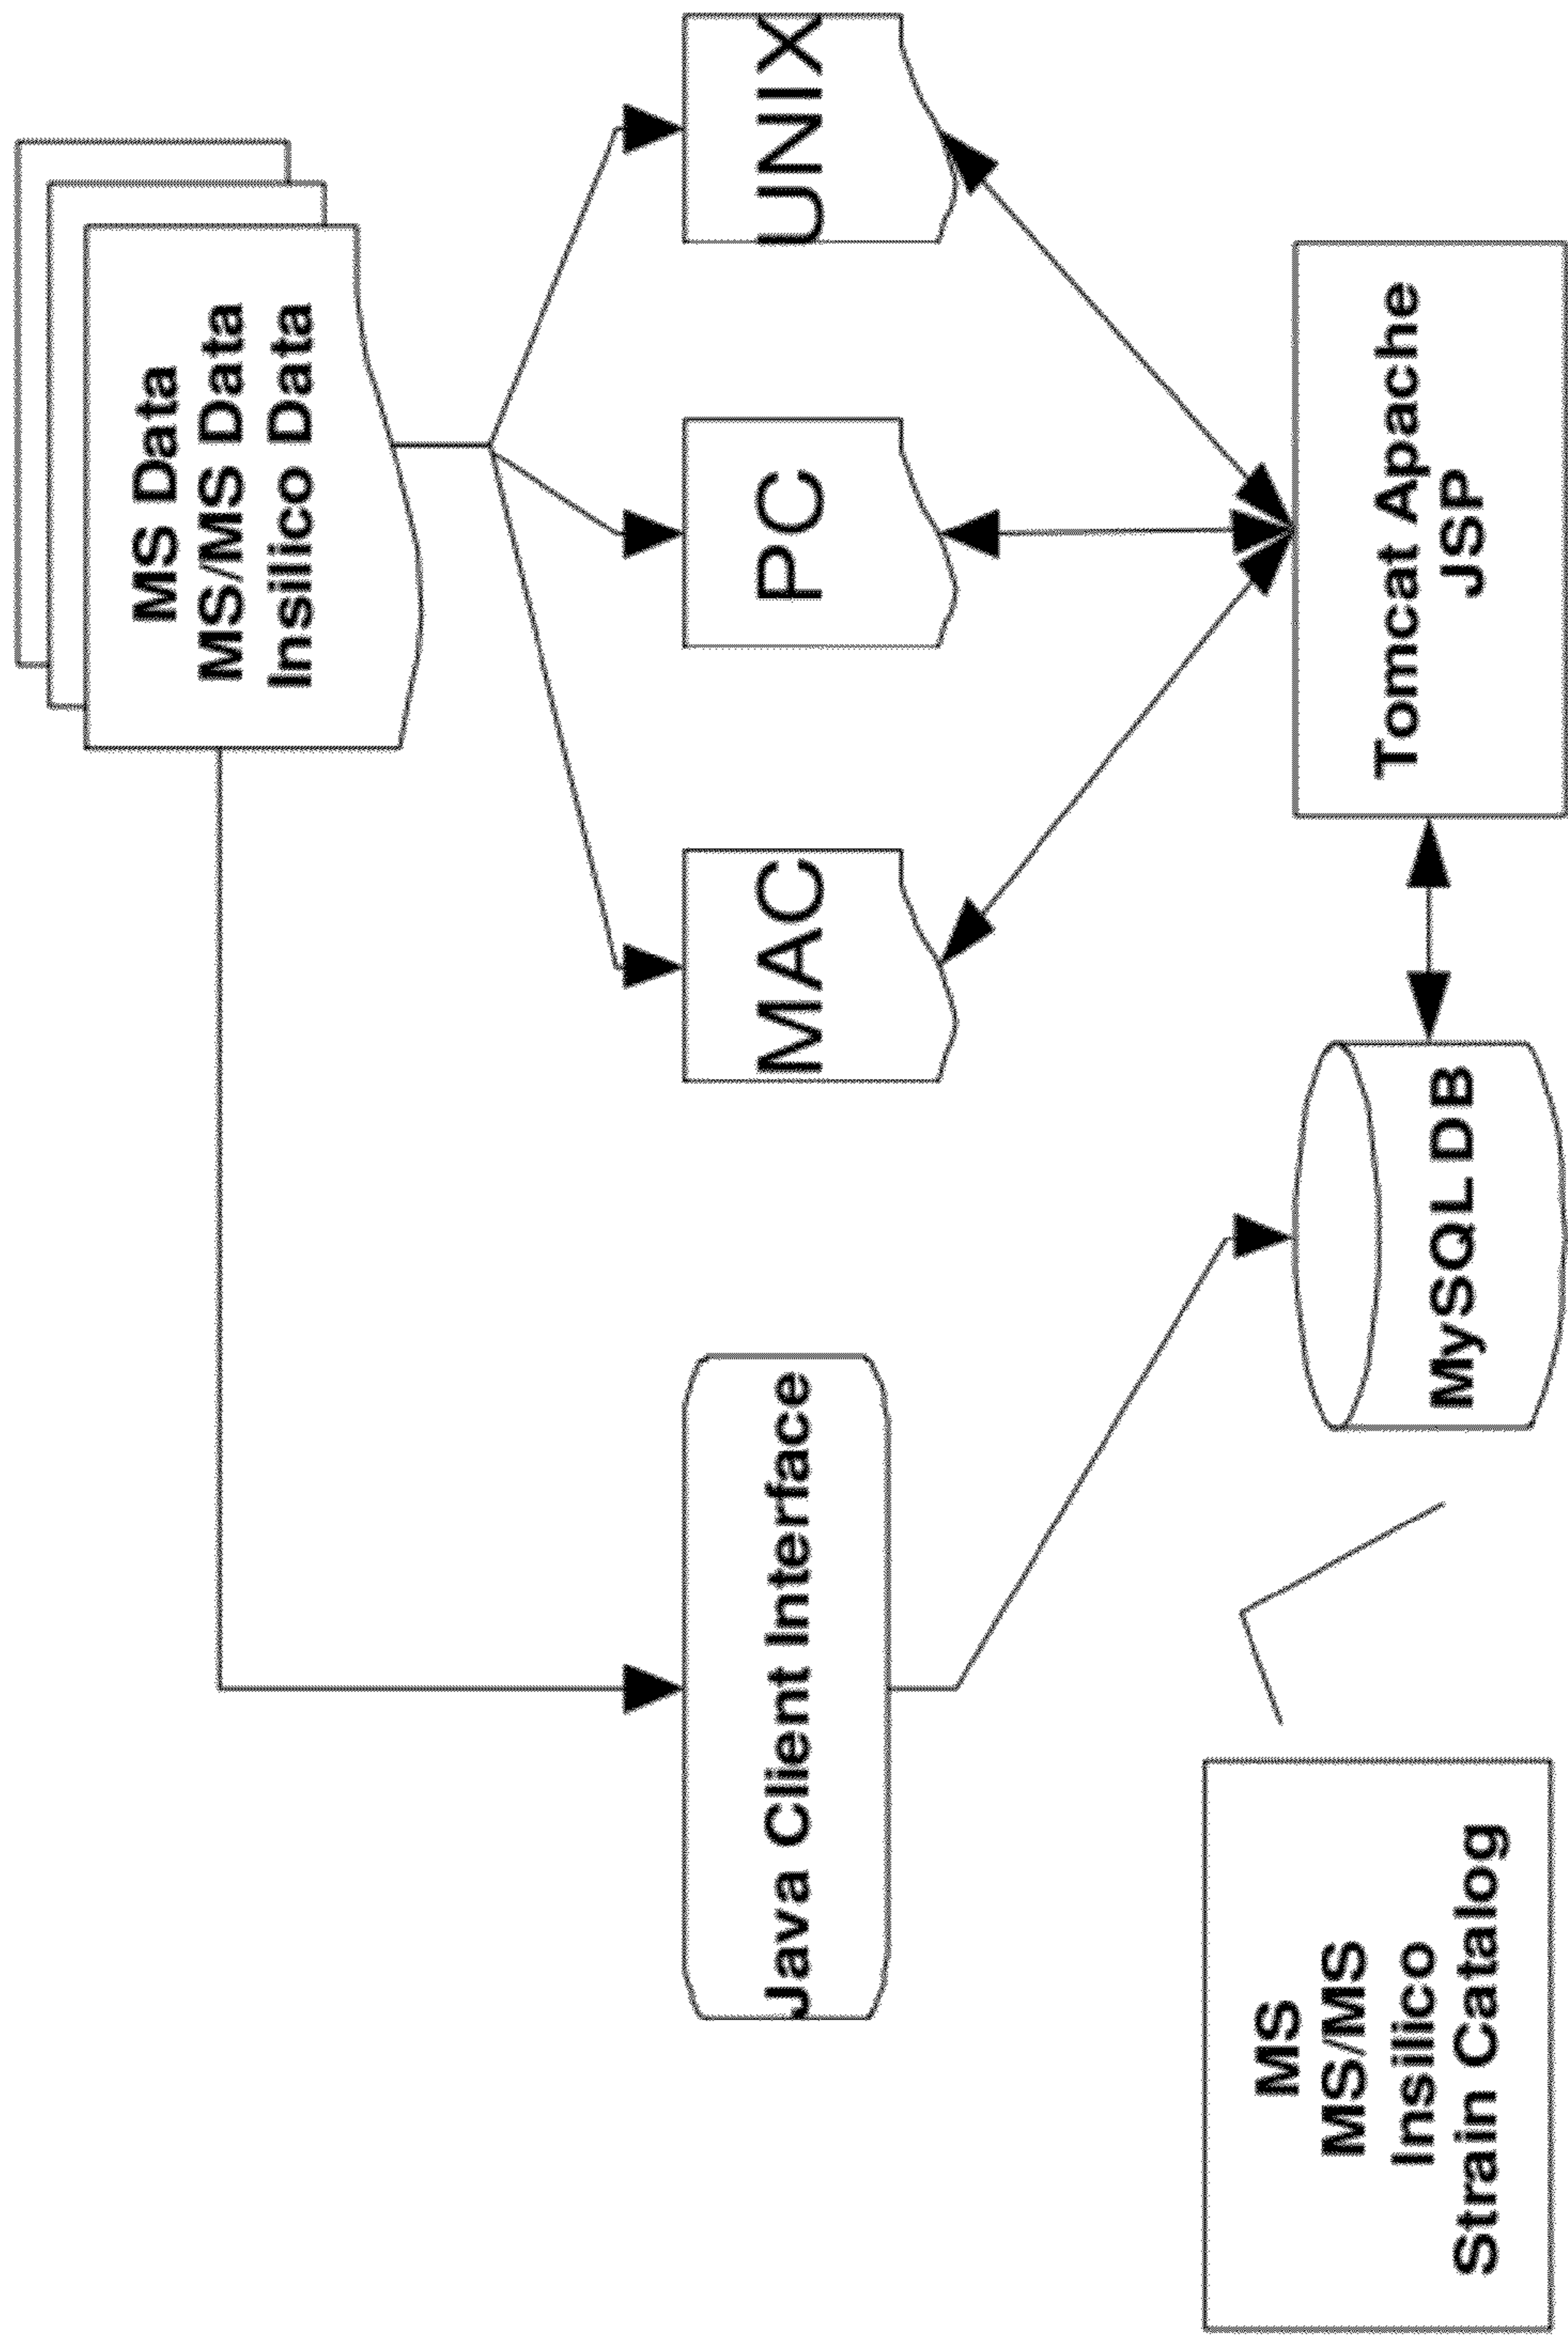 MS Data
MS/MS Data
Insilico Data
Java Client Interface
MAC
PC
UNIX
MS
MS/MS
Insilico
Strain Catalog
MySQL DB
Tomcat Apache
JSP